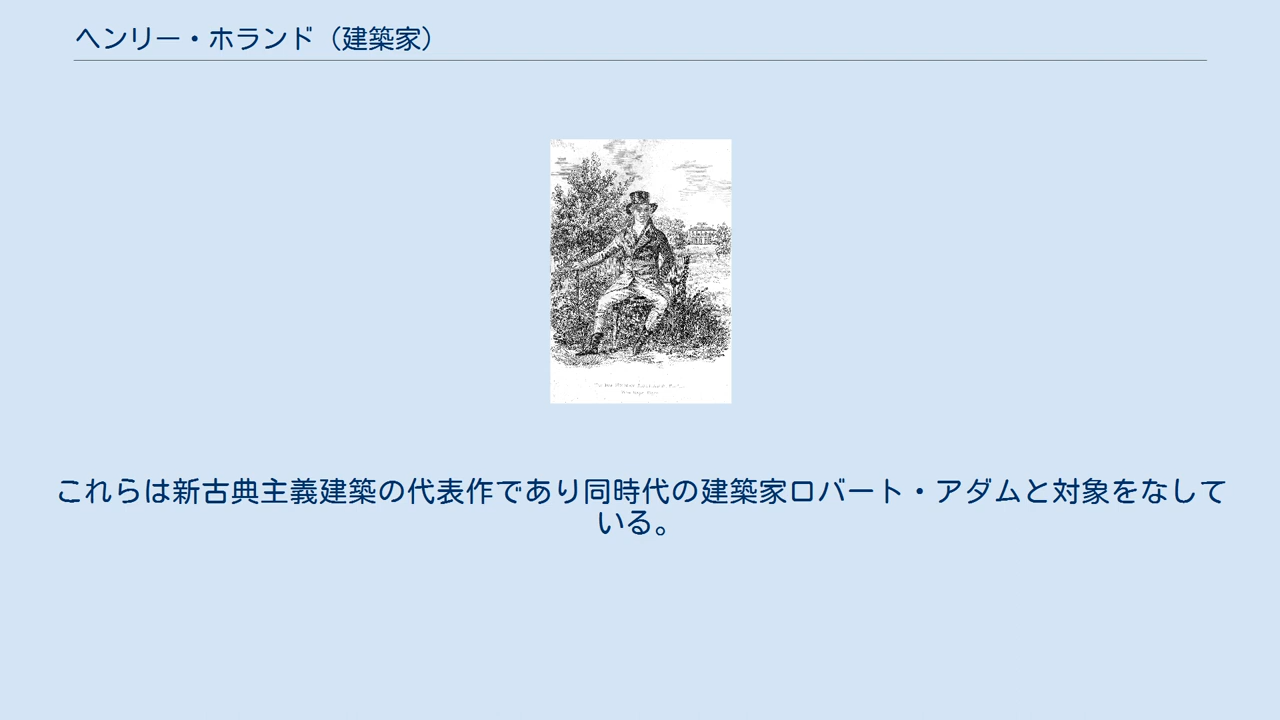 ヘンリー・ホランド（建築家）
これらは新古典主義建築の代表作であり同時代の建築家ロバート・アダムと対象をなして
いる。